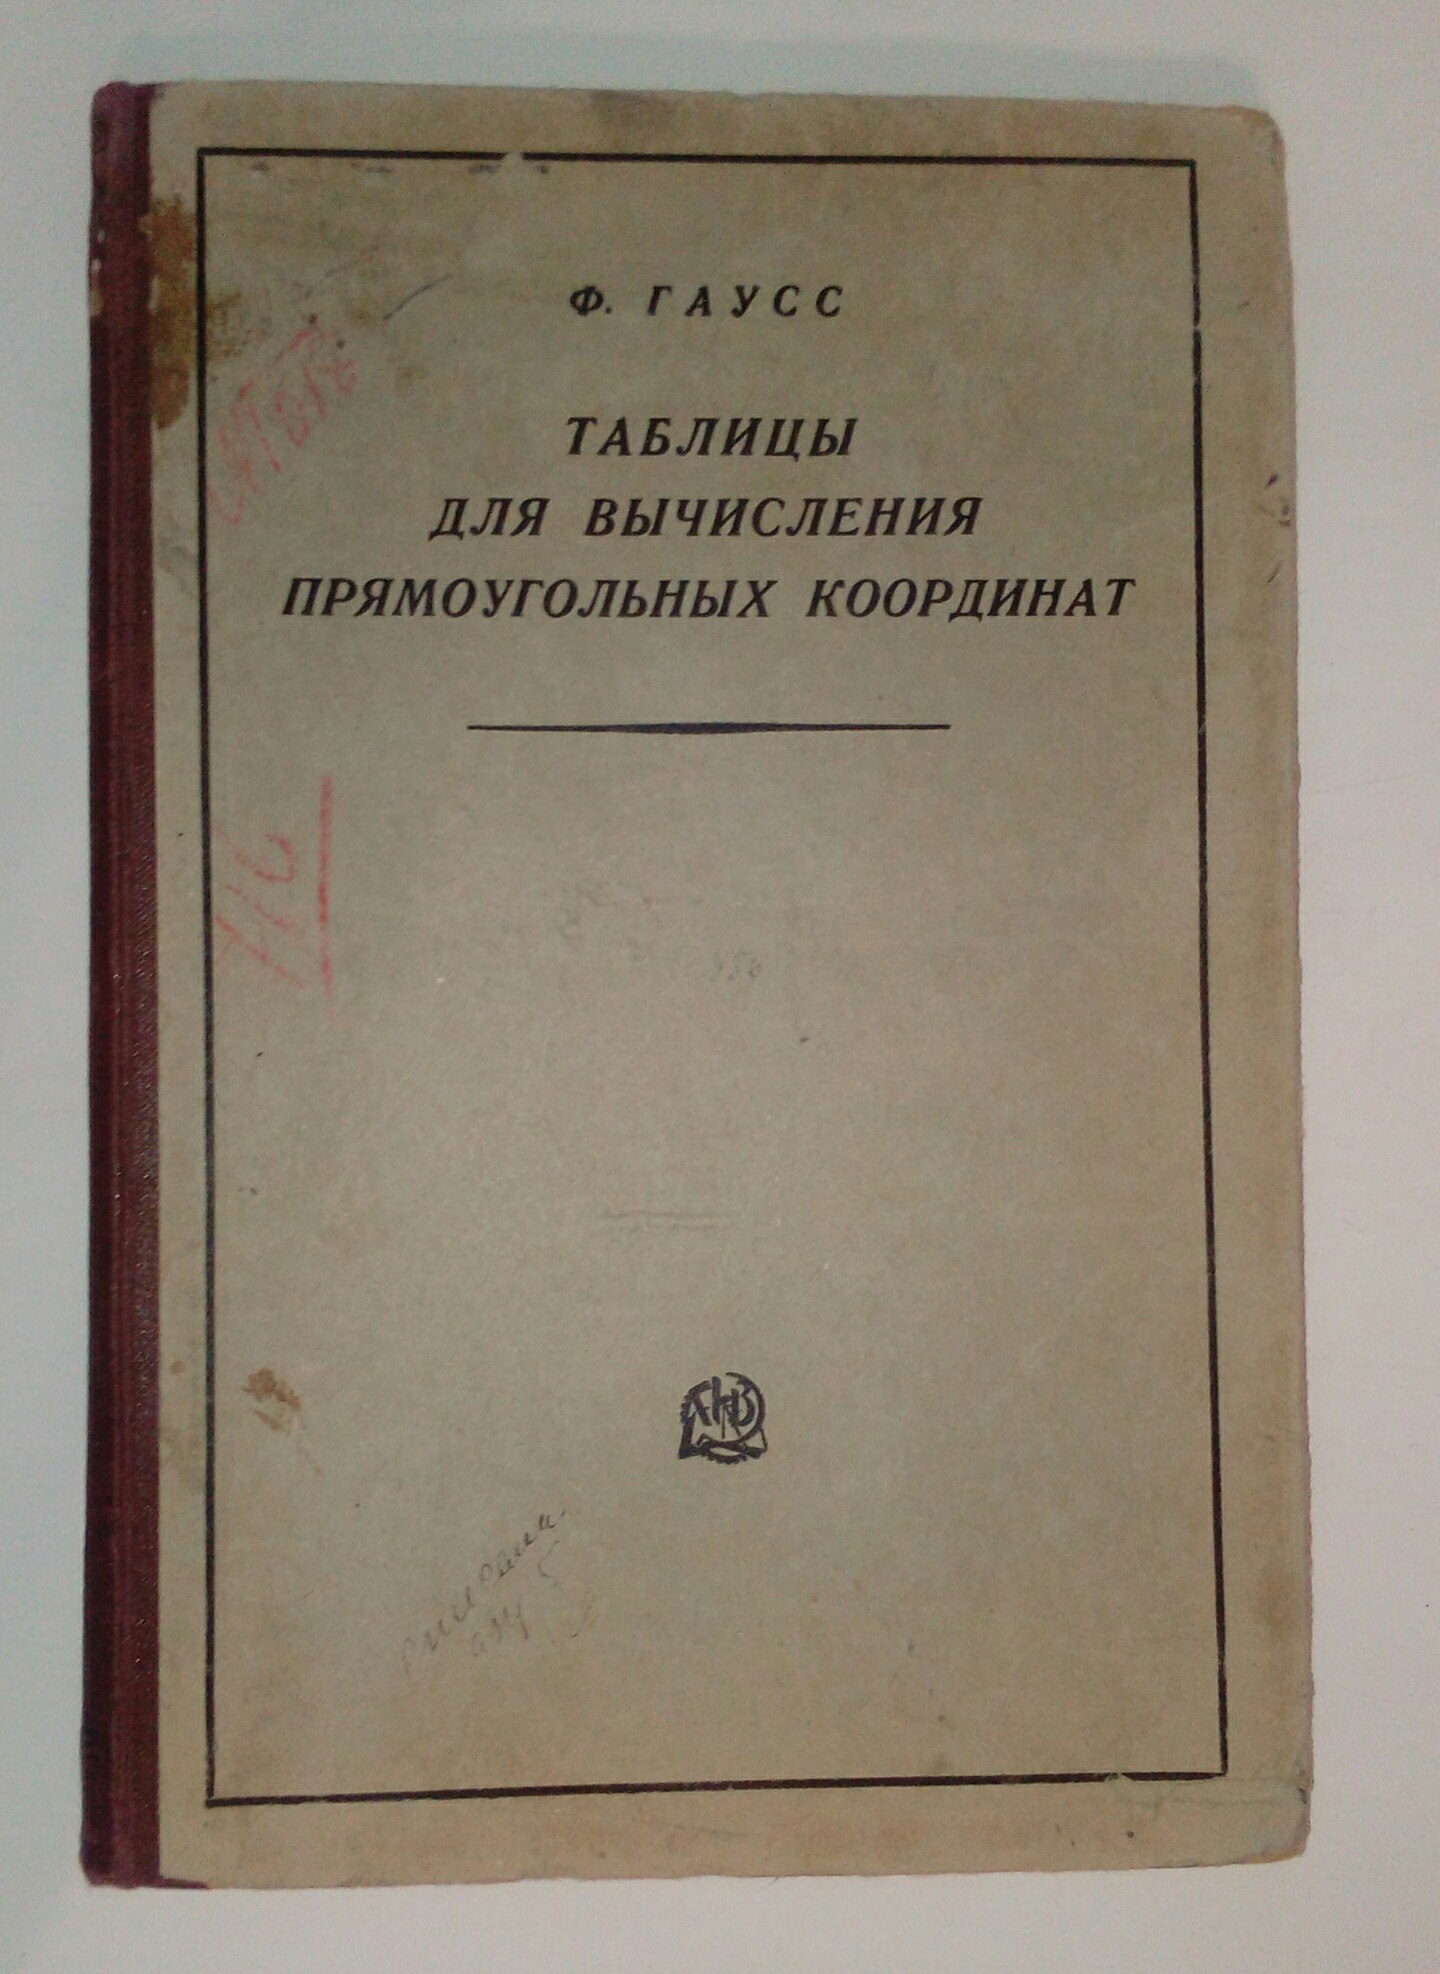 Ф. ГАУСС
ТАБЛИЦЫ
ДЛЯ ВЫЧИСЛЕНИЯ
ПРЯМОУГОЛЬНЫХ КООРДИНАТ